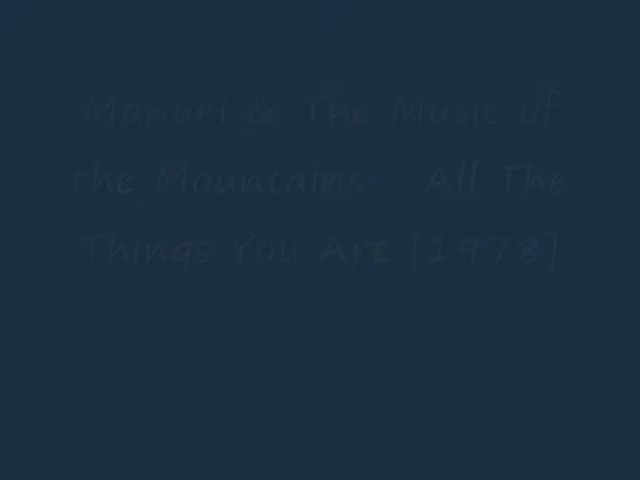 Manuel & The Music of
the Mountains - All The
Things You Are [1978]